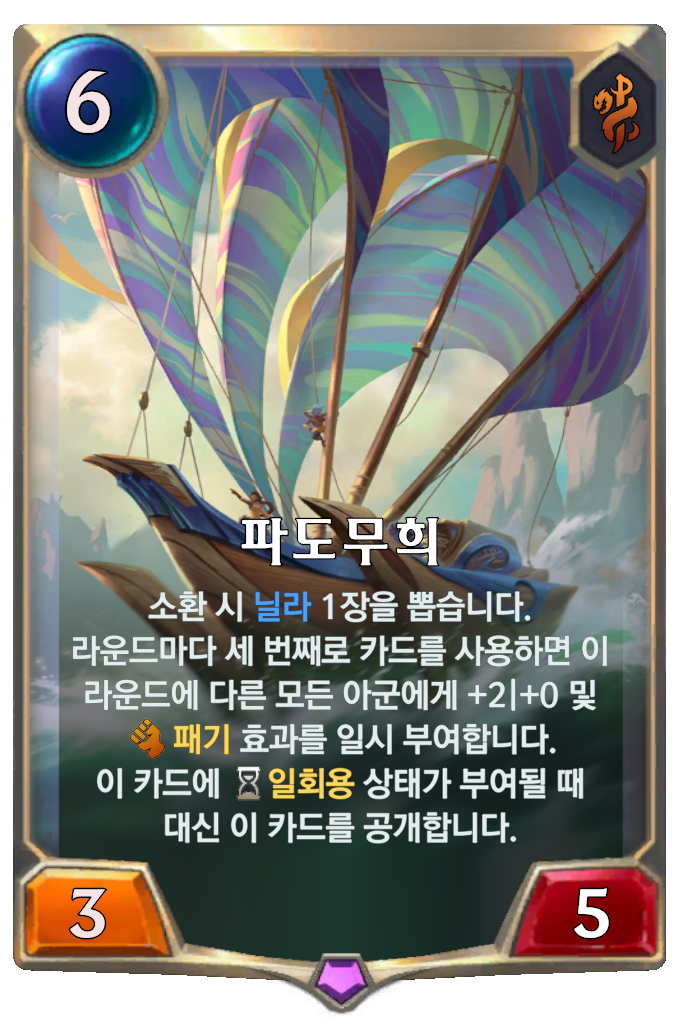 6
파도무희
소환 시 닐라 1장을 뽑습니다.
라운드마다 세 번째로 카드를 사용하면 이
라운드에 다른 모든 아군에게 +2|+0 및
패기 효과를 일시 부여합니다.
이 카드에 일회용 상태가 부여될 때
대신 이 카드를 공개합니다.
3
5